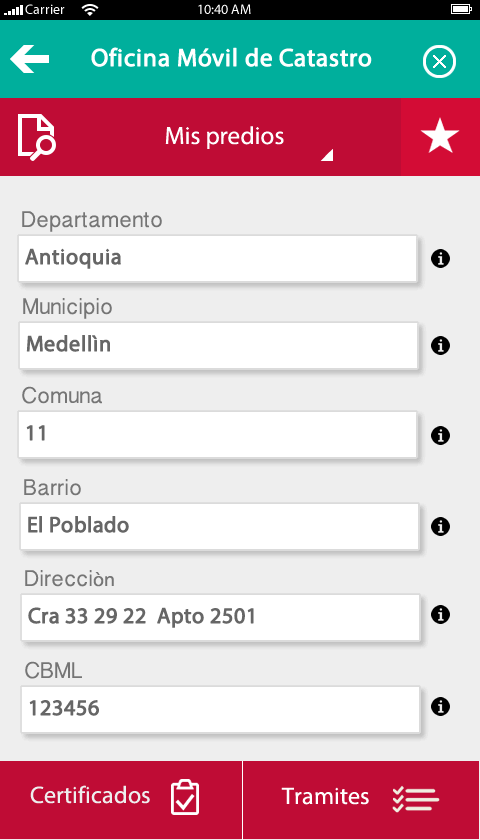 Carrier 10:40 AM
Oficina Móvil de Catastro
Mis predios
Departamento
Antioquia
Municipio
Medellìn
Comuna
11
Barrio
El Poblado
Direcciòn
Cra 33 29 22 Apto 2501
CBML
123456
Certificados
Tramites